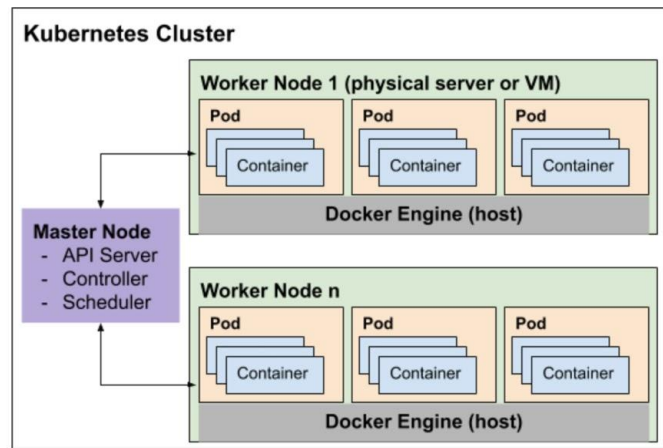 Kubernetes Cluster
Worker Node 1 (physical server or VM)
Pod
Container
Pod
Container
Pod
Container
Docker Engine (host)
Master Node
- API Server
- Controller
- Scheduler
Worker Node n
Pod
Container
Pod
Container
Pod
Container
Docker Engine (host)